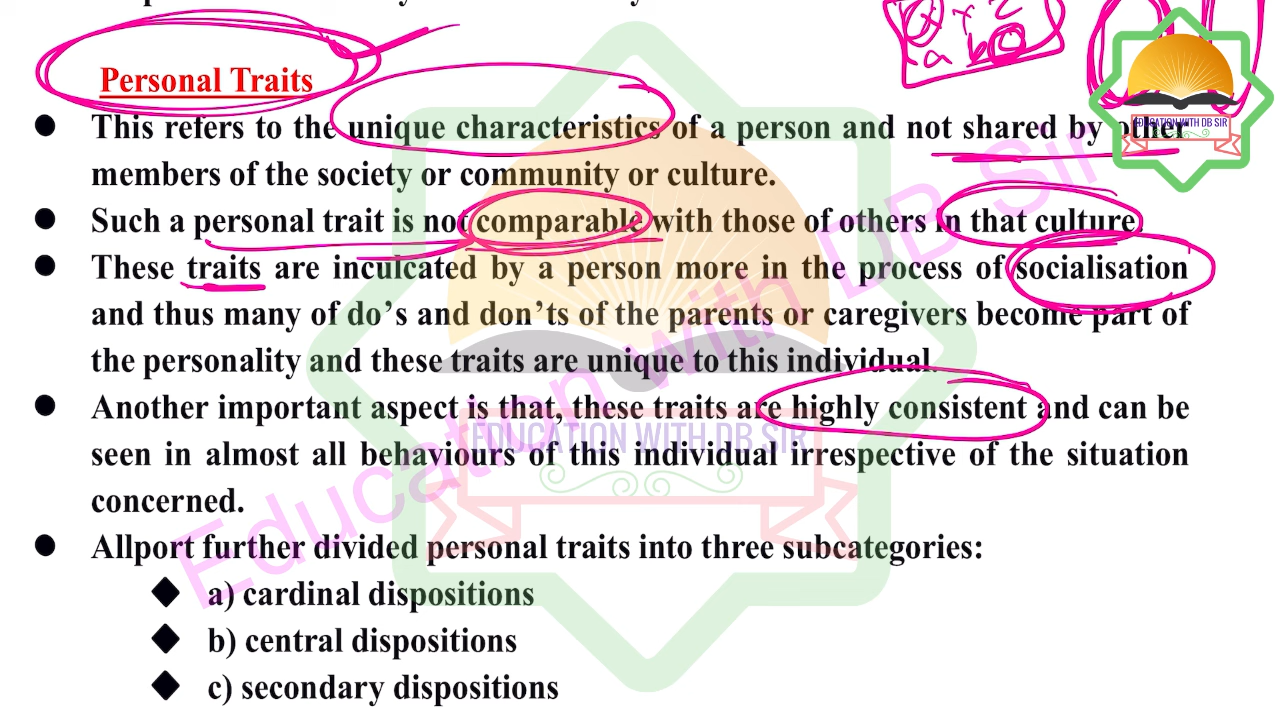 Personal Traits
● This refers to the unique characteristics of a person and not shared by other
members of the society or community or culture.
● Such a personal trait is not comparable with those of others in that culture.
● These traits are inculcated by a person more in the process of socialisation
and thus many of do’s and don’ts of the parents or caregivers become part of
the personality and these traits are unique to this individual.
● Another important aspect is that, these traits are highly consistent and can be
seen in almost all behaviours of this individual irrespective of the situation
concerned.
● Allport further divided personal traits into three subcategories:
◆ a) cardinal dispositions
◆ b) central dispositions
◆ c) secondary dispositions
EDUCATION WITH DB SIR
EDUCATION WITH DB SIR
Education with DB Sir